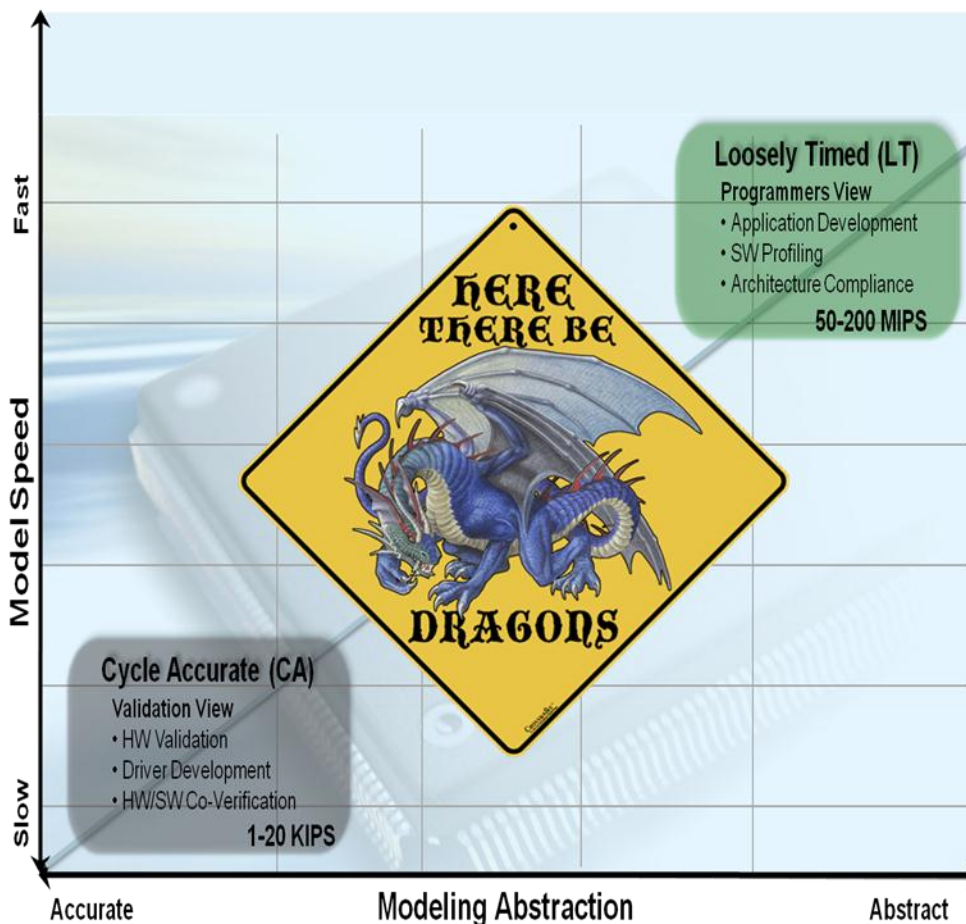 Fast
Model Speed
Slow
Loosely Timed (LT)
Programmers View
• Application Development
• SW Profiling
• Architecture Compliance
50-200 MIPS
HERE
THERE BE
DRAGONS
Cycle Accurate (CA)
Validation View
• HW Validation
• Driver Development
• HW/SW Co-Verification
1-20 KIPS
Accurate
Modeling Abstraction
Abstract